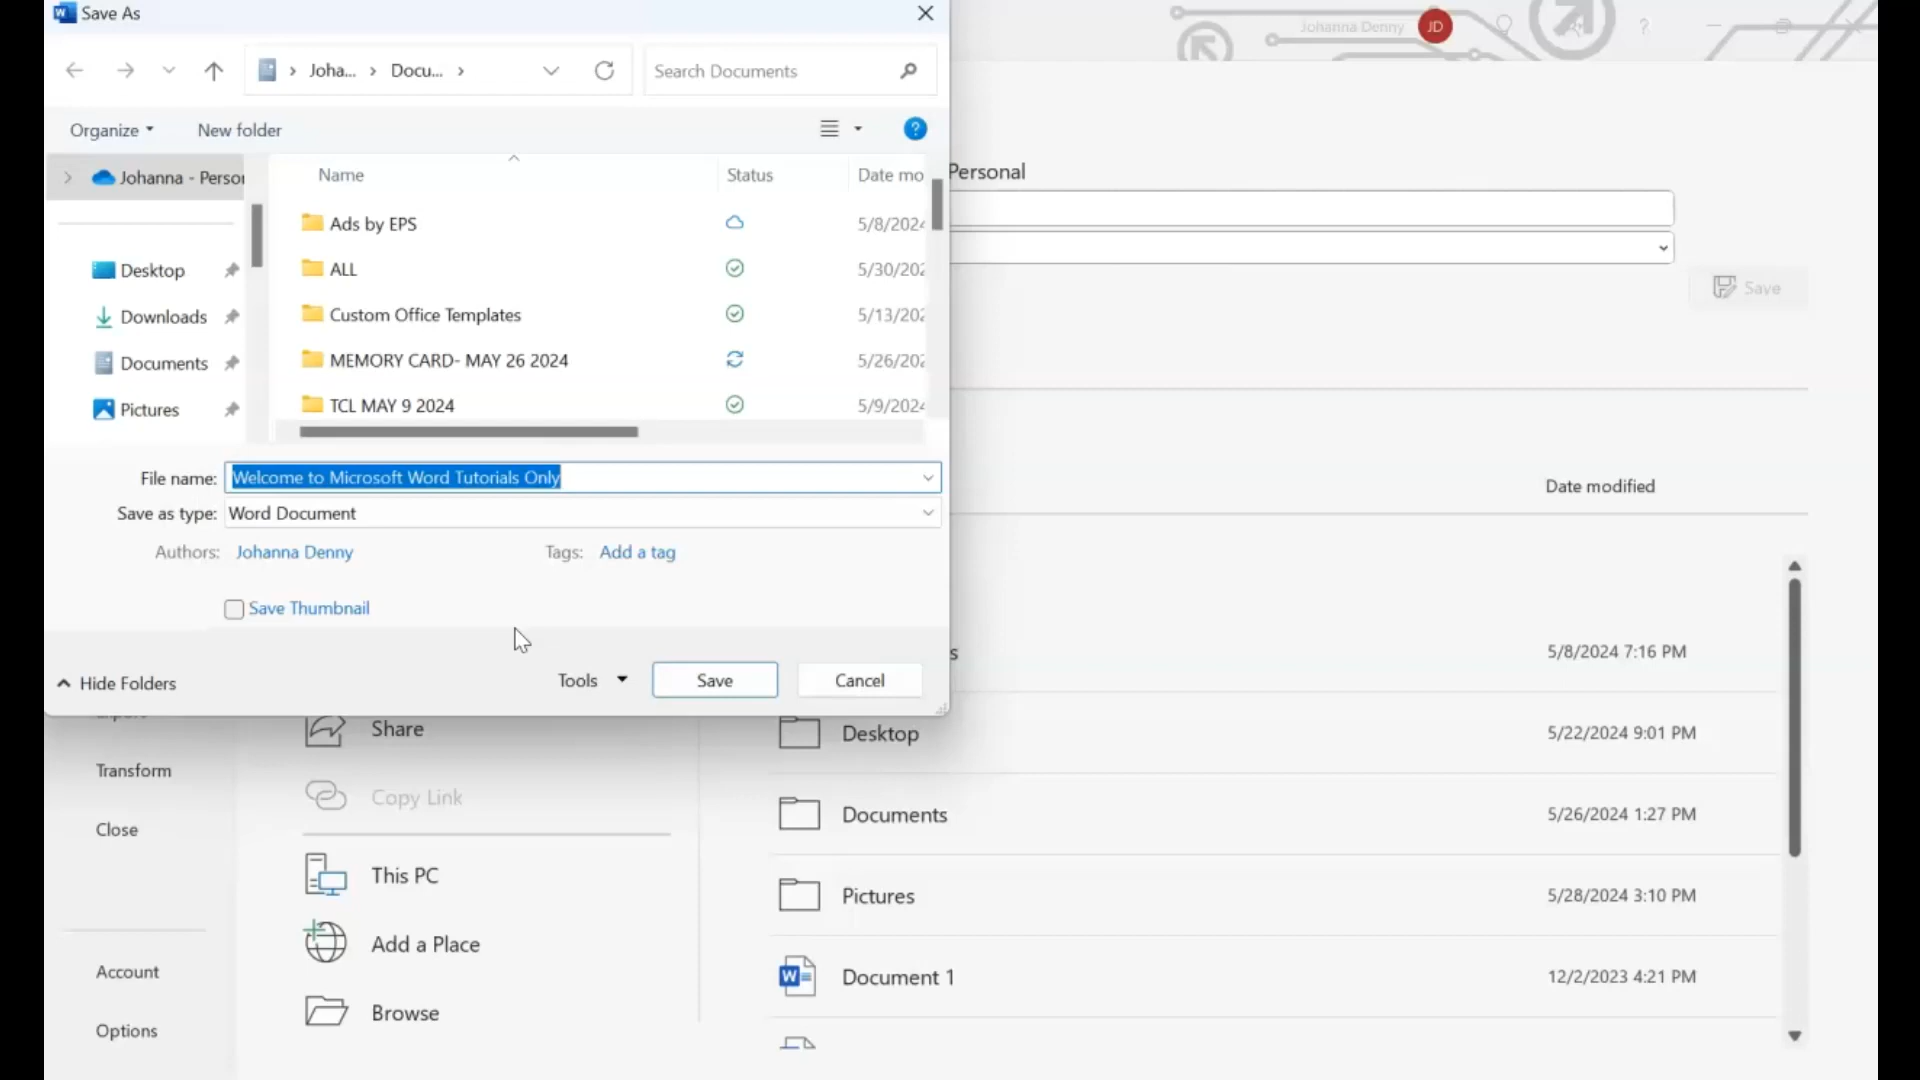 Save As
Johanna Denny
JD
?
Joha...
Docu...
Search Documents
Organize
New folder
?
Johanna - Person
Name
Status
Date mo
Personal
Ads by EPS
5/8/2024
ALL
5/30/202
Desktop
Save
Custom Office Templates
5/13/202
Downloads
MEMORY CARD- MAY 26 2024
5/26/202
Documents
TCL MAY 9 2024
5/9/2024
Pictures
File name:
Welcome to Microsoft Word Tutorials Only
Date modified
Save as type:
Word Document
Authors:
Johanna Denny
Tags:
Add a tag
Save Thumbnail
s
5/8/2024 7:16 PM
Hide Folders
Tools
Save
Cancel
Share
Desktop
5/22/2024 9:01 PM
Transform
Copy Link
Documents
5/26/2024 1:27 PM
Close
This PC
Pictures
5/28/2024 3:10 PM
Add a Place
Account
W
Document 1
12/2/2023 4:21 PM
Browse
Options